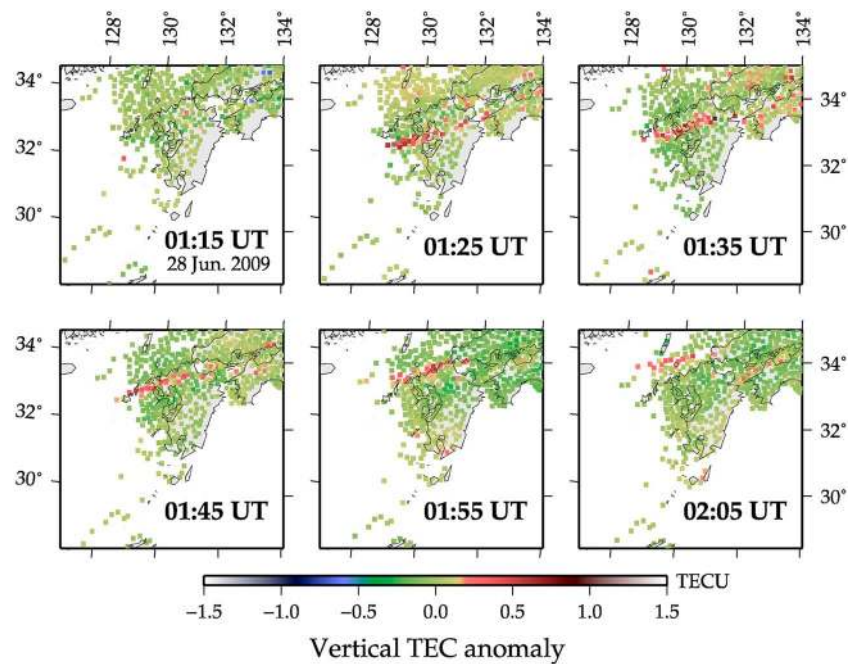 128° 130° 132° 134° 128° 130° 132° 134° 128° 130° 132° 134°
34° 34° 34°
32° 32° 32°
30° 30° 30°
01:15 UT 01:25 UT 01:35 UT
28 Jun. 2009
34° 34°
32° 32°
30° 30°
01:45 UT 01:55 UT 02:05 UT
TECU
−1.5 −1.0 −0.5 0.0 0.5 1.0 1.5
Vertical TEC anomaly